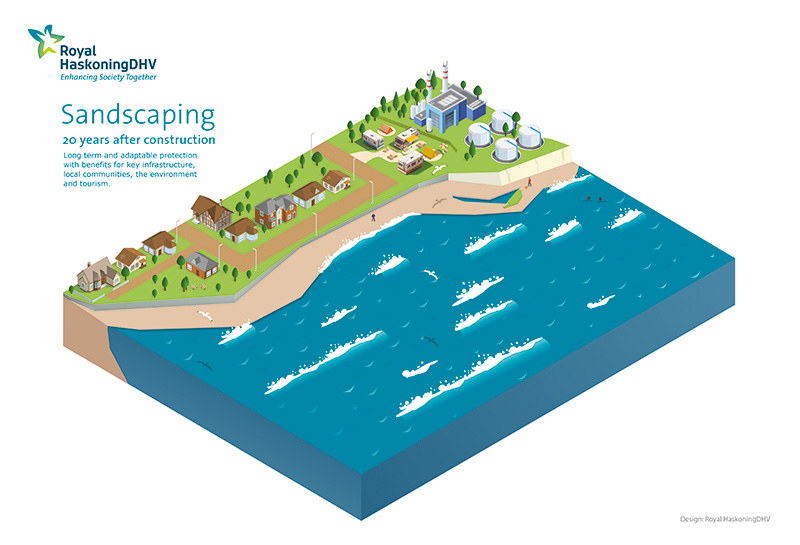 Royal
HaskoningDHV
Enhancing Society Together
Sandscaping
20 years after construction
Long term and adaptable protection
with benefits for key infrastructure,
local communities, the environment
and tourism.
Design: Royal HaskoningDHV